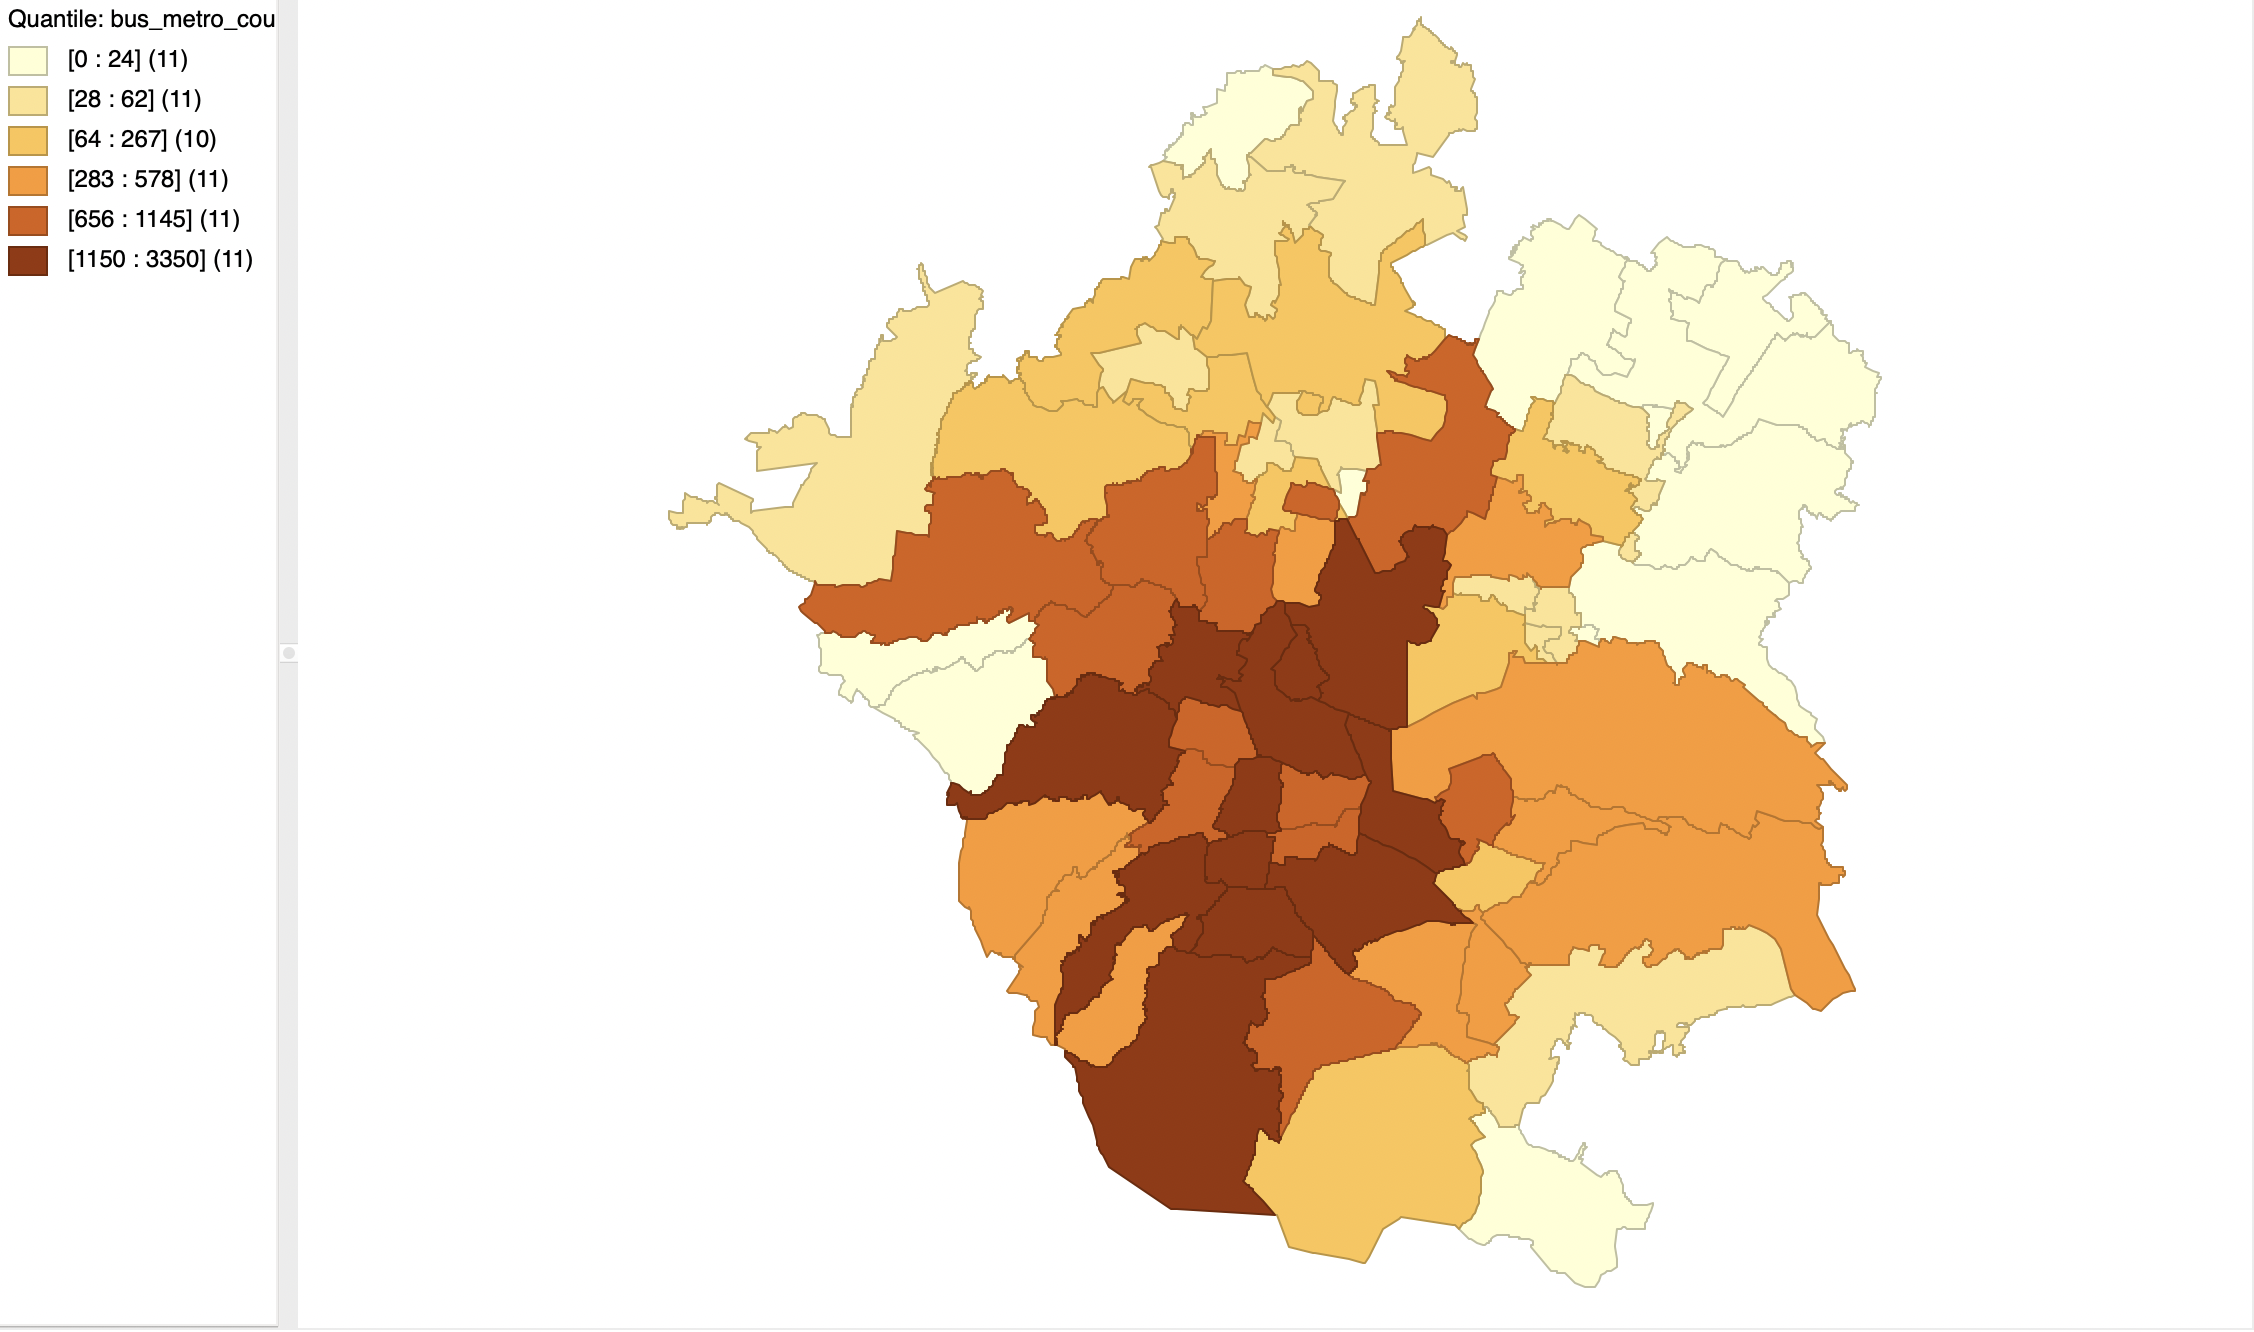 Quantile: bus_metro_cou
[0 : 24] (11)
[28 : 62] (11)
[64 : 267] (10)
[283 : 578] (11)
[656 : 1145] (11)
[1150 : 3350] (11)